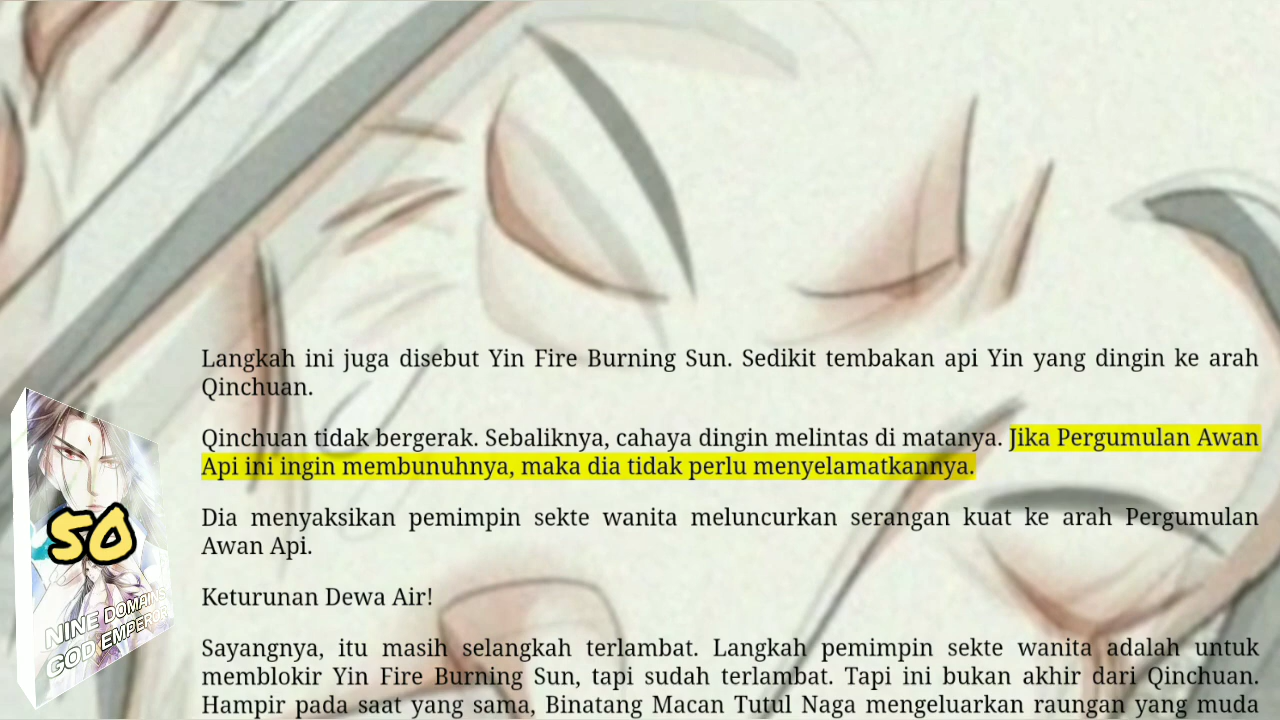 Langkah ini juga disebut Yin Fire Burning Sun. Sedikit tembakan api Yin yang dingin ke arah
Qinchuan.
Qinchuan tidak bergerak. Sebaliknya, cahaya dingin melintas di matanya. Jika Pergumulan Awan
Api ini ingin membunuhnya, maka dia tidak perlu menyelamatkannya.
Dia menyaksikan pemimpin sekte wanita meluncurkan serangan kuat ke arah Pergumulan
Awan Api.
Keturunan Dewa Air!
Sayangnya, itu masih selangkah terlambat. Langkah pemimpin sekte wanita adalah untuk
memblokir Yin Fire Burning Sun, tapi sudah terlambat. Tapi ini bukan akhir dari Qinchuan.
Hampir pada saat yang sama, Binatang Macan Tutul Naga mengeluarkan raungan yang muda
50
NINE DOMAINS
GOD EMPEROR